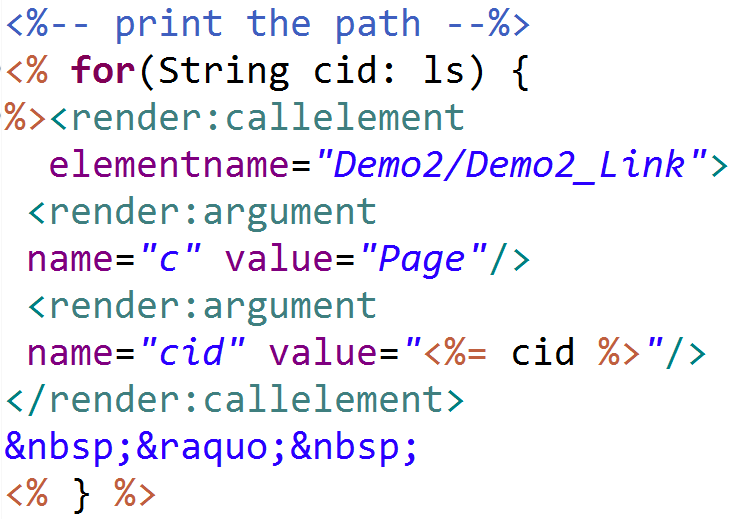 <%-- print the path --%>
<% for(String cid: ls) {
%><render:callelement
elementname="Demo2/Demo2_Link">
<render:argument
name="c" value="Page"/>
<render:argument
name="cid" value="<%= cid %>"/>
</render:callelement>
&nbsp;&raquo;&nbsp;
<% } %>